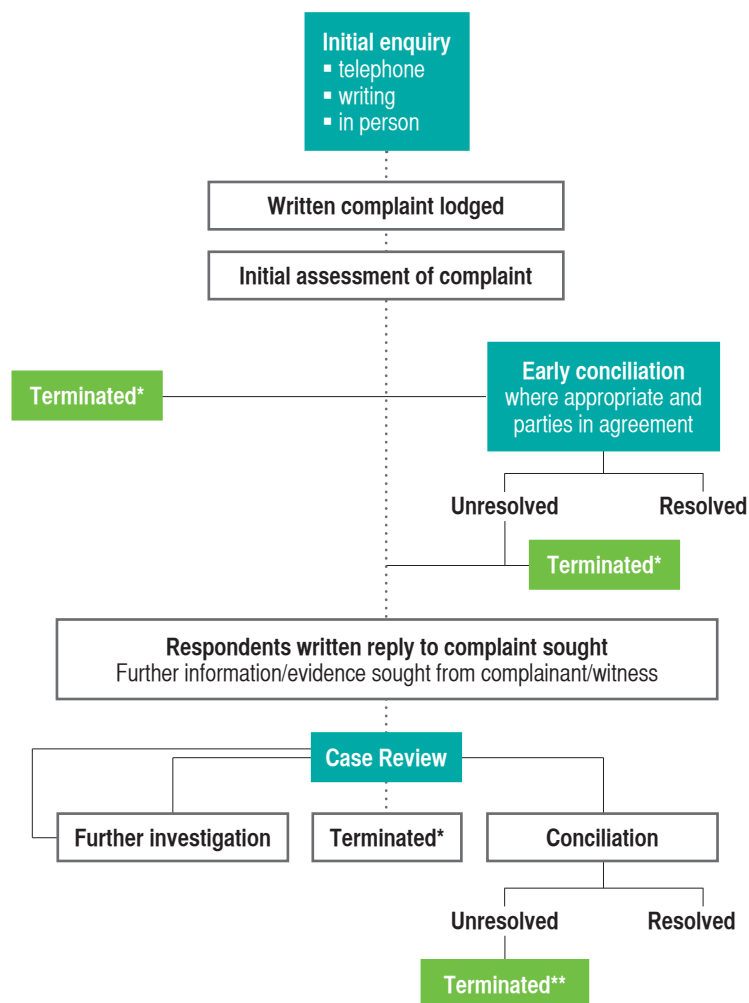 Initial enquiry
▪ telephone
▪ writing
▪ in person
Written complaint lodged
Initial assessment of complaint
Terminated*
Early conciliation
where appropriate and
parties in agreement
Unresolved
Resolved
Terminated*
Respondents written reply to complaint sought
Further information/evidence sought from complainant/witness
Case Review
Further investigation
Terminated*
Conciliation
Unresolved
Resolved
Terminated**